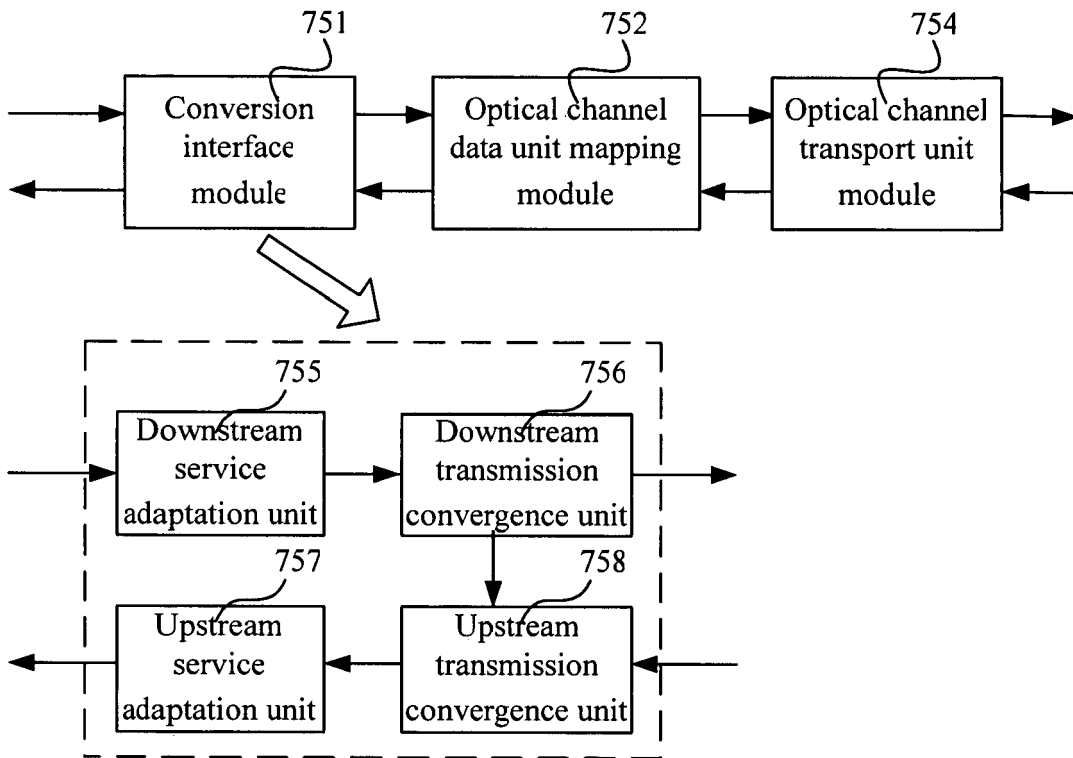 751
752
754
Conversion
interface
module
Optical channel
data unit mapping
module
Optical channel
transport unit
module
755
756
Downstream
service
adaptation unit
Downstream
transmission
convergence unit
757
758
Upstream
service
adaptation unit
Upstream
transmission
convergence unit